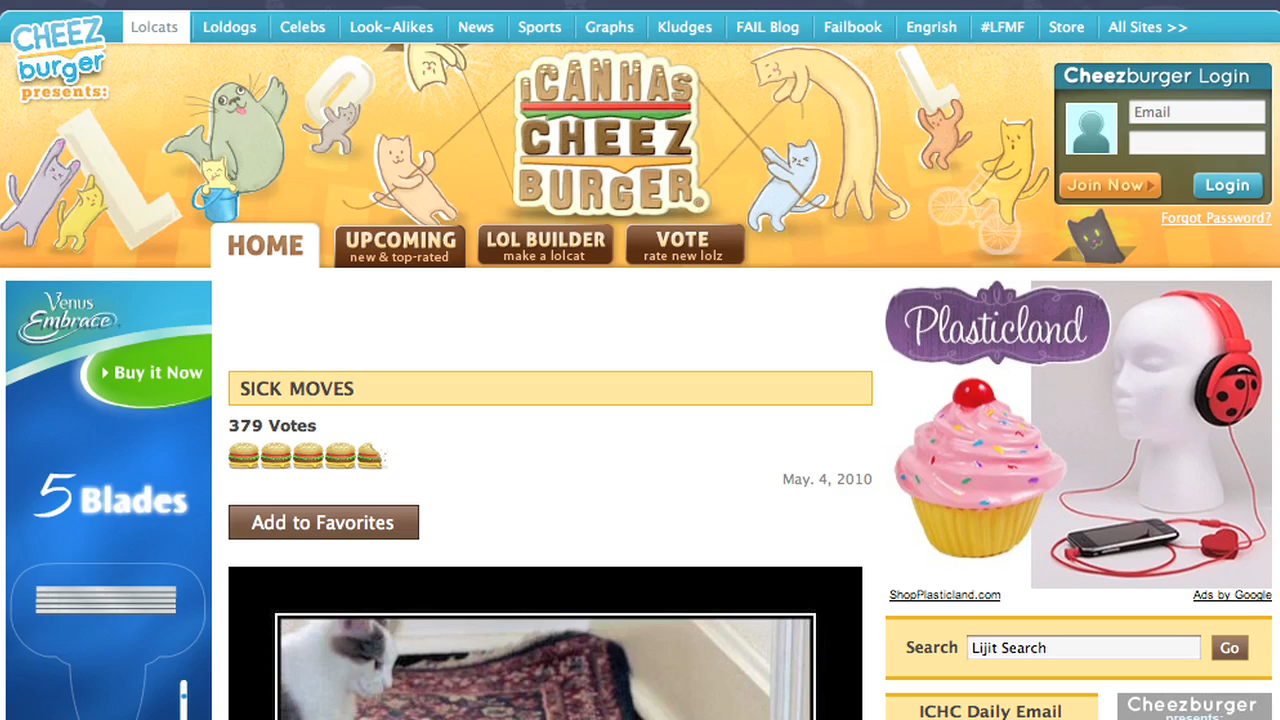 CHEEZ
burger
presents:
Lolcats
Loldogs
Celebs
Look-Alikes
News
Sports
Graphs
Kludges
FAIL Blog
Failbook
Engrish
#LFMF
Store
All Sites >>
L
O
L
I CAN HAS
CHEEZ
BURGER®
Cheezburger Login
Email
Join Now
Login
Forgot Password?
HOME
UPCOMING
new & top-rated
LOL BUILDER
make a lolcat
VOTE
rate new lolz
Venus
Embrace
Buy it Now
5 Blades
SICK MOVES
379 Votes
May. 4, 2010
Add to Favorites
Plasticland
ShopPlasticland.com
Ads by Google
Search
Lijit Search
Go
ICHC Daily Email
Cheezburger
presents: